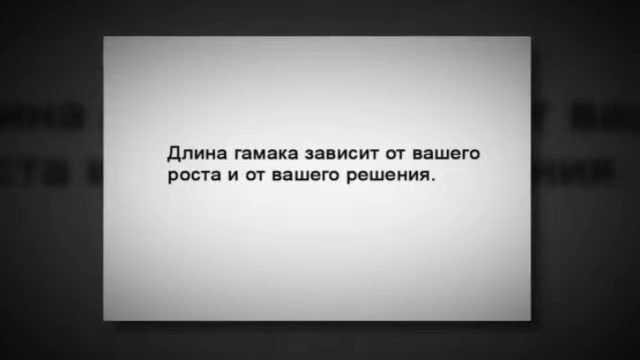 Длина гамака зависит от вашего
роста и от вашего решения.